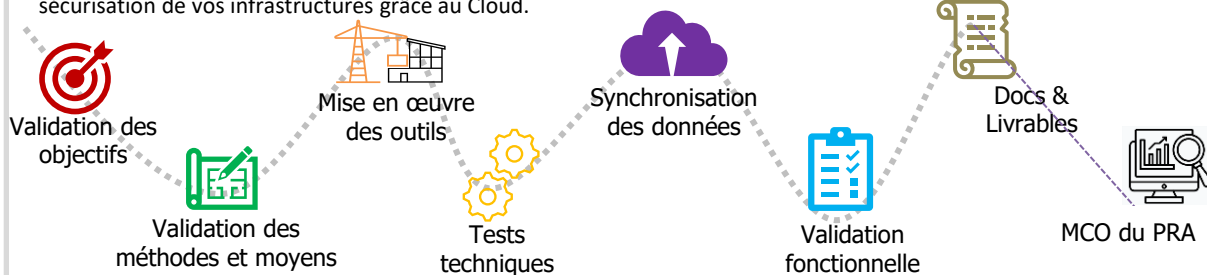 sécurisation de vos infrastructures grâce au Cloud.
Validation des
objectifs
Validation des
méthodes et moyens
Mise en œuvre
des outils
Tests
techniques
Synchronisation
des données
Validation
fonctionnelle
Docs &
Livrables
MCO du PRA